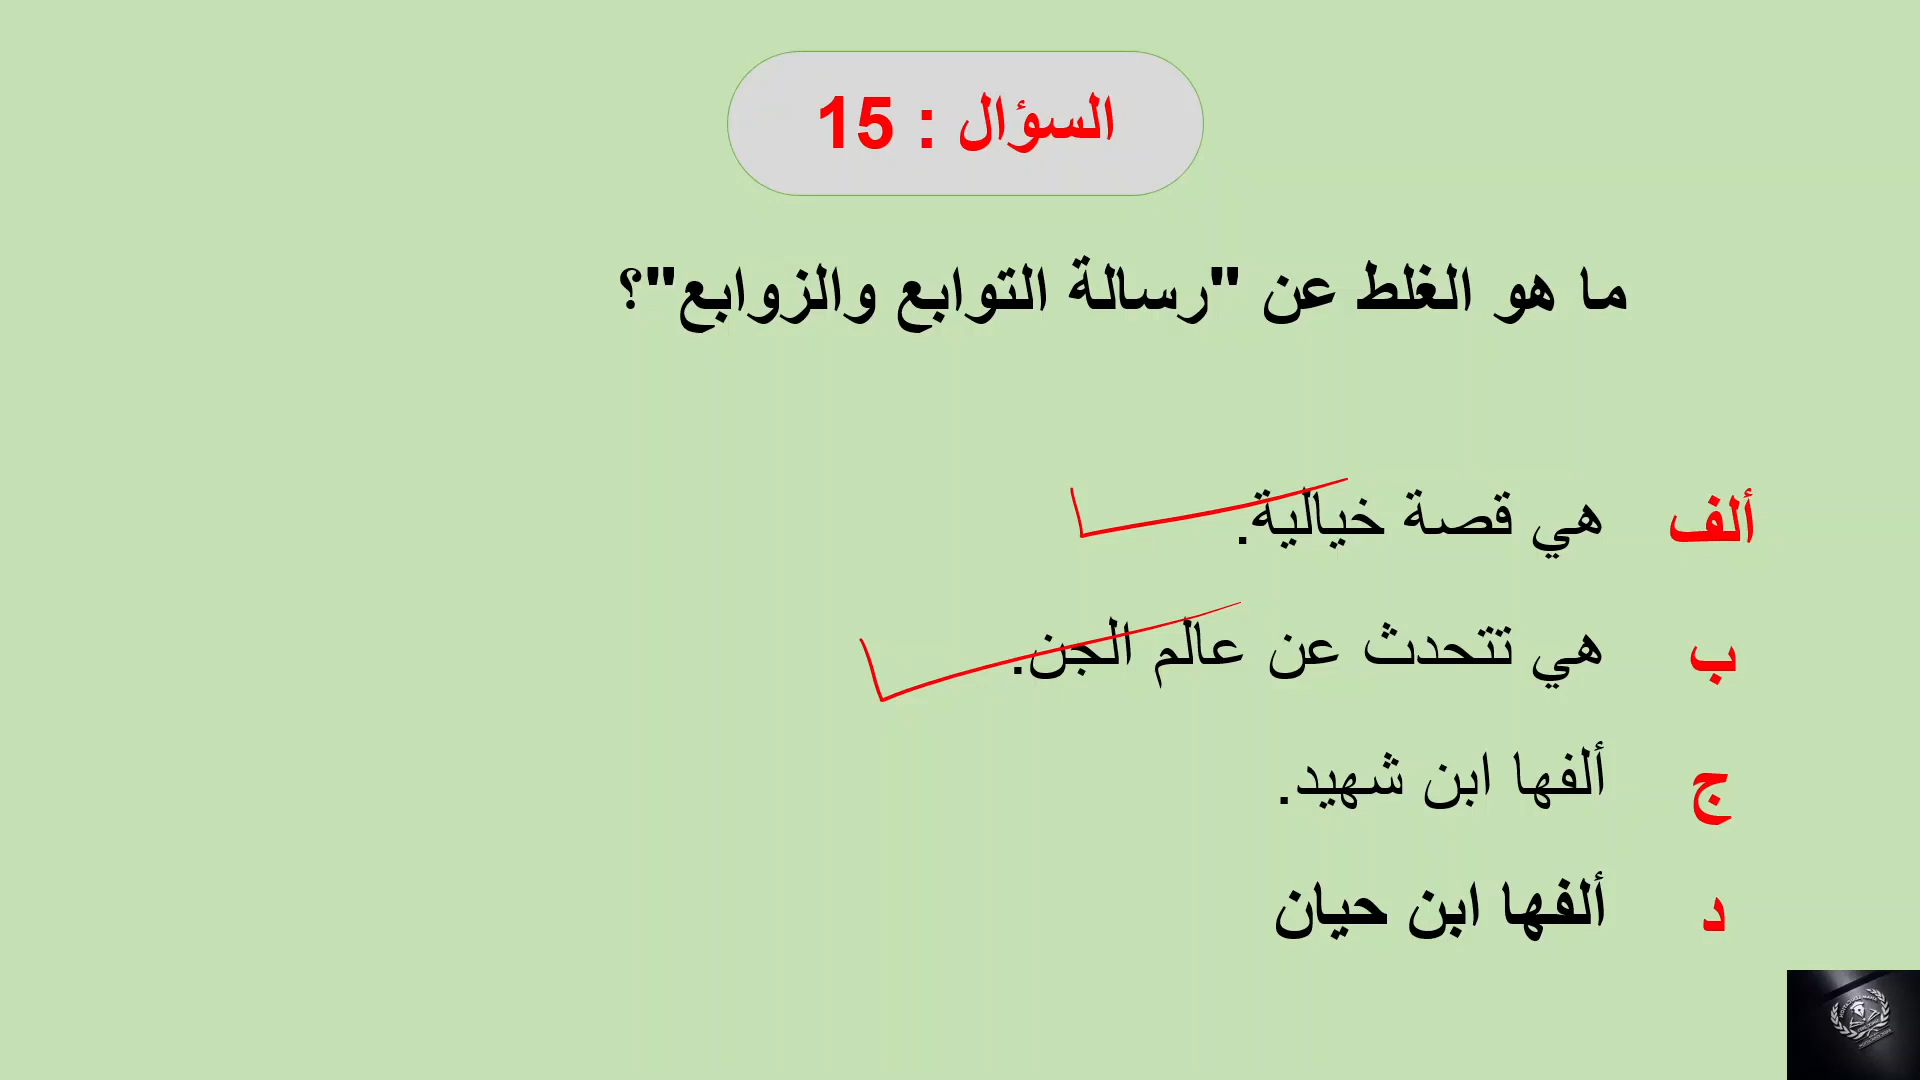 السؤال : 15
ما هو الغلط عن "رسالة التوابع والزوابع"؟
ألف هي قصة خيالية.
ب هي تتحدث عن عالم الجن.
ج ألفها ابن شهيد.
د ألفها ابن حيان